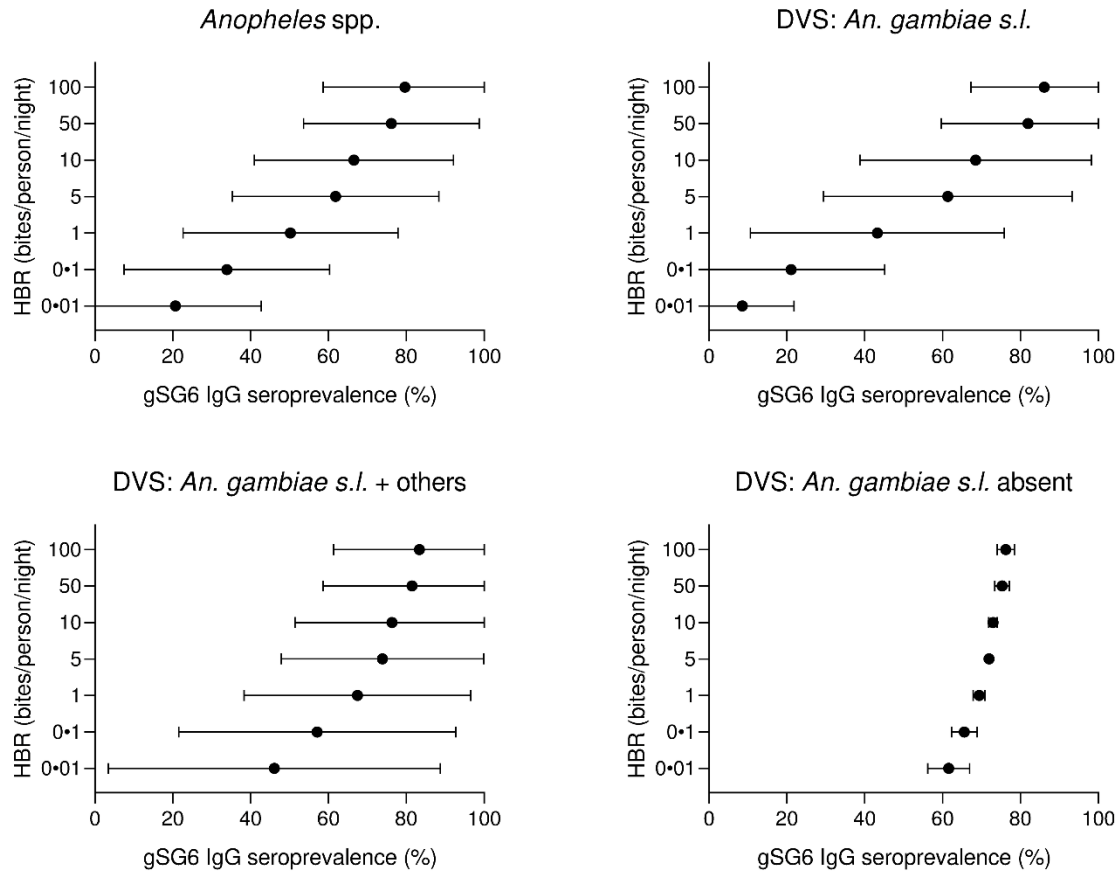 Anopheles spp.
HBR (bites/person/night)
100
50
10
5
1
0•1
0•01
0 20 40 60 80 100
gSG6 IgG seroprevalence (%)
DVS: An. gambiae s.l.
HBR (bites/person/night)
100
50
10
5
1
0•1
0•01
0 20 40 60 80 100
gSG6 IgG seroprevalence (%)
DVS: An. gambiae s.l. + others
HBR (bites/person/night)
100
50
10
5
1
0•1
0•01
0 20 40 60 80 100
gSG6 IgG seroprevalence (%)
DVS: An. gambiae s.l. absent
HBR (bites/person/night)
100
50
10
5
1
0•1
0•01
0 20 40 60 80 100
gSG6 IgG seroprevalence (%)